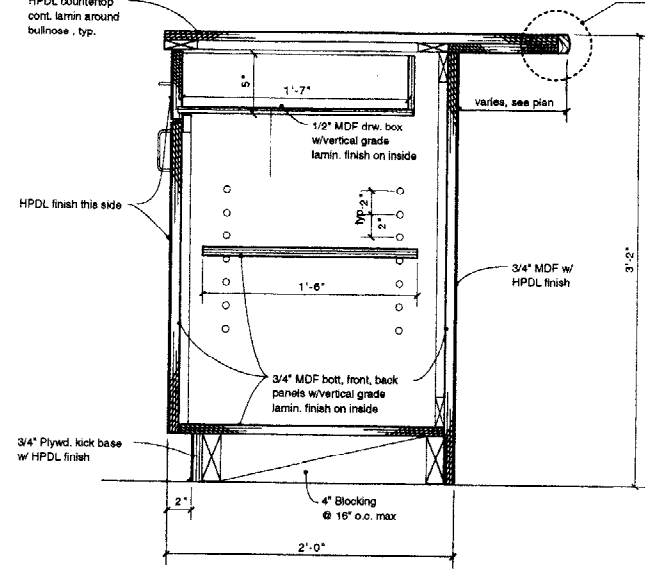 HPDL countertop
cont. lamin around
bullnose , typ.
5"
1'-7"
varies, see plan
1/2" MDF drw. box
w/vertical grade
lamin. finish on inside
HPDL finish this side
typ.
2"
2"
3/4" MDF w/
HPDL finish
3'-2"
1'-6"
3/4" MDF bott, front, back
panels w/vertical grade
lamin. finish on inside
3/4" Plywd. kick base
w/ HPDL finish
2"
4" Blocking
@ 16" o.c. max
2'-0"